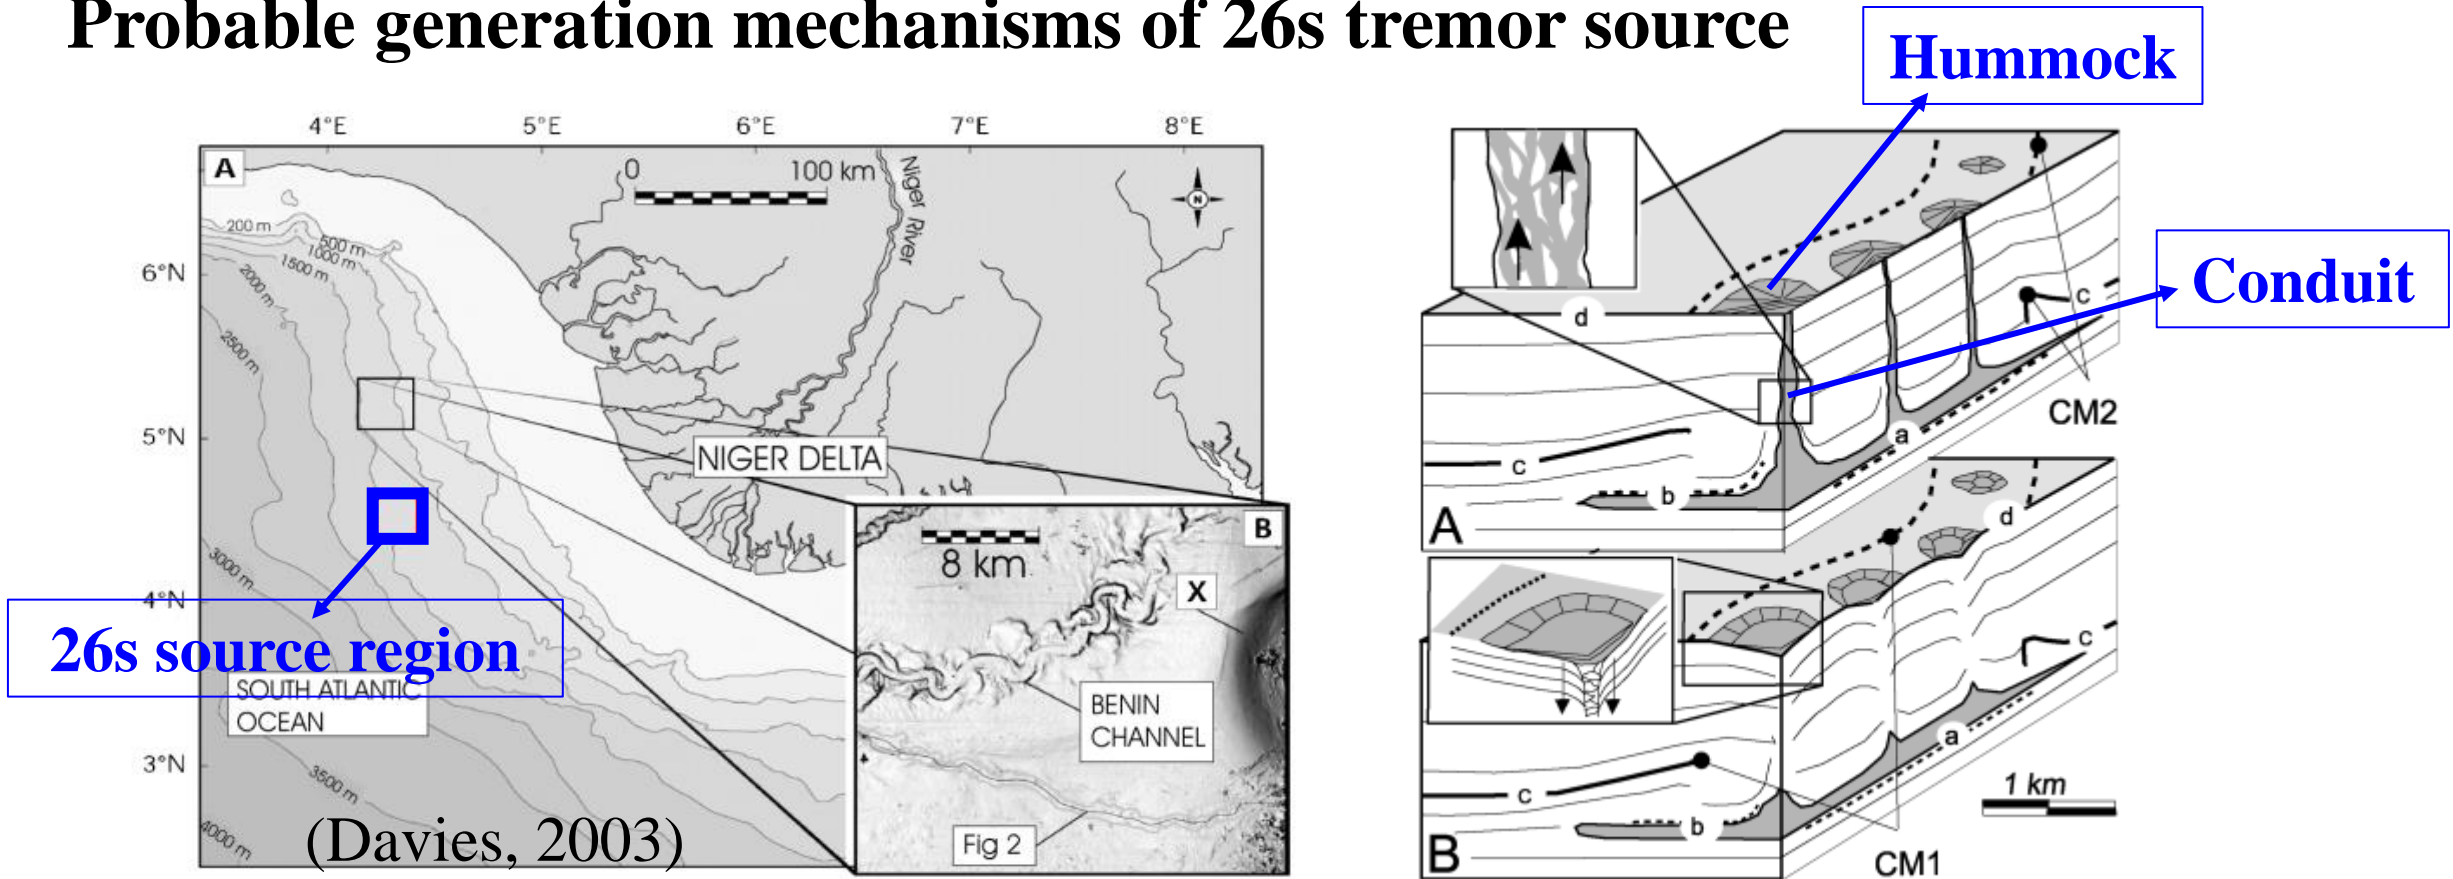 Probable generation mechanisms of 26s tremor source
Hummock
Conduit
4°E
5°E
6°E
7°E
8°E
A
0
100 km
Niger River
N
200 m
500 m
1000 m
1500 m
2000 m
2500 m
3000 m
3500 m
4000 m
6°N
5°N
4°N
3°N
NIGER DELTA
26s source region
SOUTH ATLANTIC
OCEAN
(Davies, 2003)
B
8 km
X
BENIN
CHANNEL
Fig 2
d
c
c
a
b
A
CM2
d
c
a
c
b
B
CM1
1 km